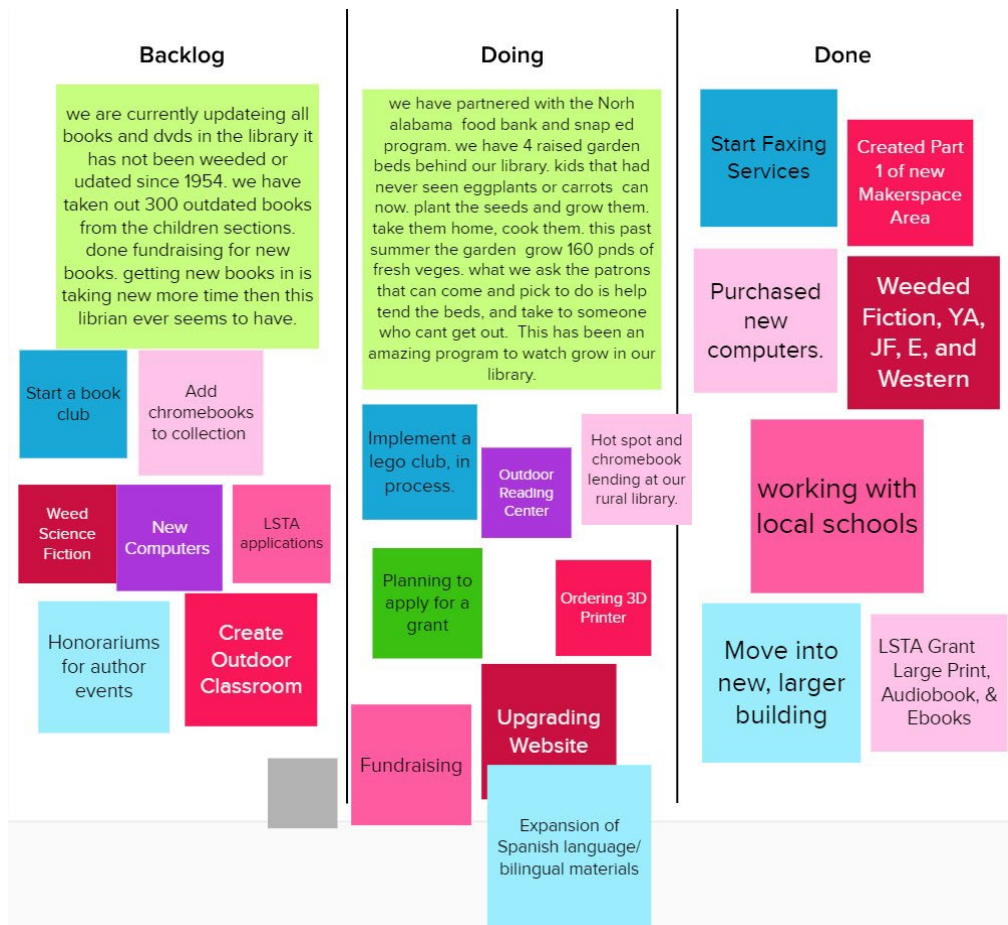 Backlog
we are currently updateing all
books and dvds in the library it
has not been weeded or
udated since 1954. we have
taken out 300 outdated books
from the children sections.
done fundraising for new
books. getting new books in is
taking new more time then this
librian ever seems to have.
Start a book
club
Add
chromebooks
to collection
Weed
Science
Fiction
New
Computers
LSTA
applications
Honorariums
for author
events
Create
Outdoor
Classroom
Doing
we have partnered with the Norh
alabama food bank and snap ed
program. we have 4 raised garden
beds behind our library. kids that had
never seen eggplants or carrots can
now. plant the seeds and grow them.
take them home, cook them. this past
summer the garden grow 160 pnds of
fresh veges. what we ask the patrons
that can come and pick to do is help
tend the beds, and take to someone
who cant get out. This has been an
amazing program to watch grow in our
library.
Implement a
lego club, in
process.
Outdoor
Reading
Center
Hot spot and
chromebook
lending at our
rural library.
Planning to
apply for a
grant
Ordering 3D
Printer
Fundraising
Upgrading
Website
Expansion of
Spanish language/
bilingual materials
Done
Start Faxing
Services
Created Part
1 of new
Makerspace
Area
Purchased
new
computers.
Weeded
Fiction, YA,
JF, E, and
Western
working with
local schools
Move into
new, larger
building
LSTA Grant
Large Print,
Audiobook, &
Ebooks